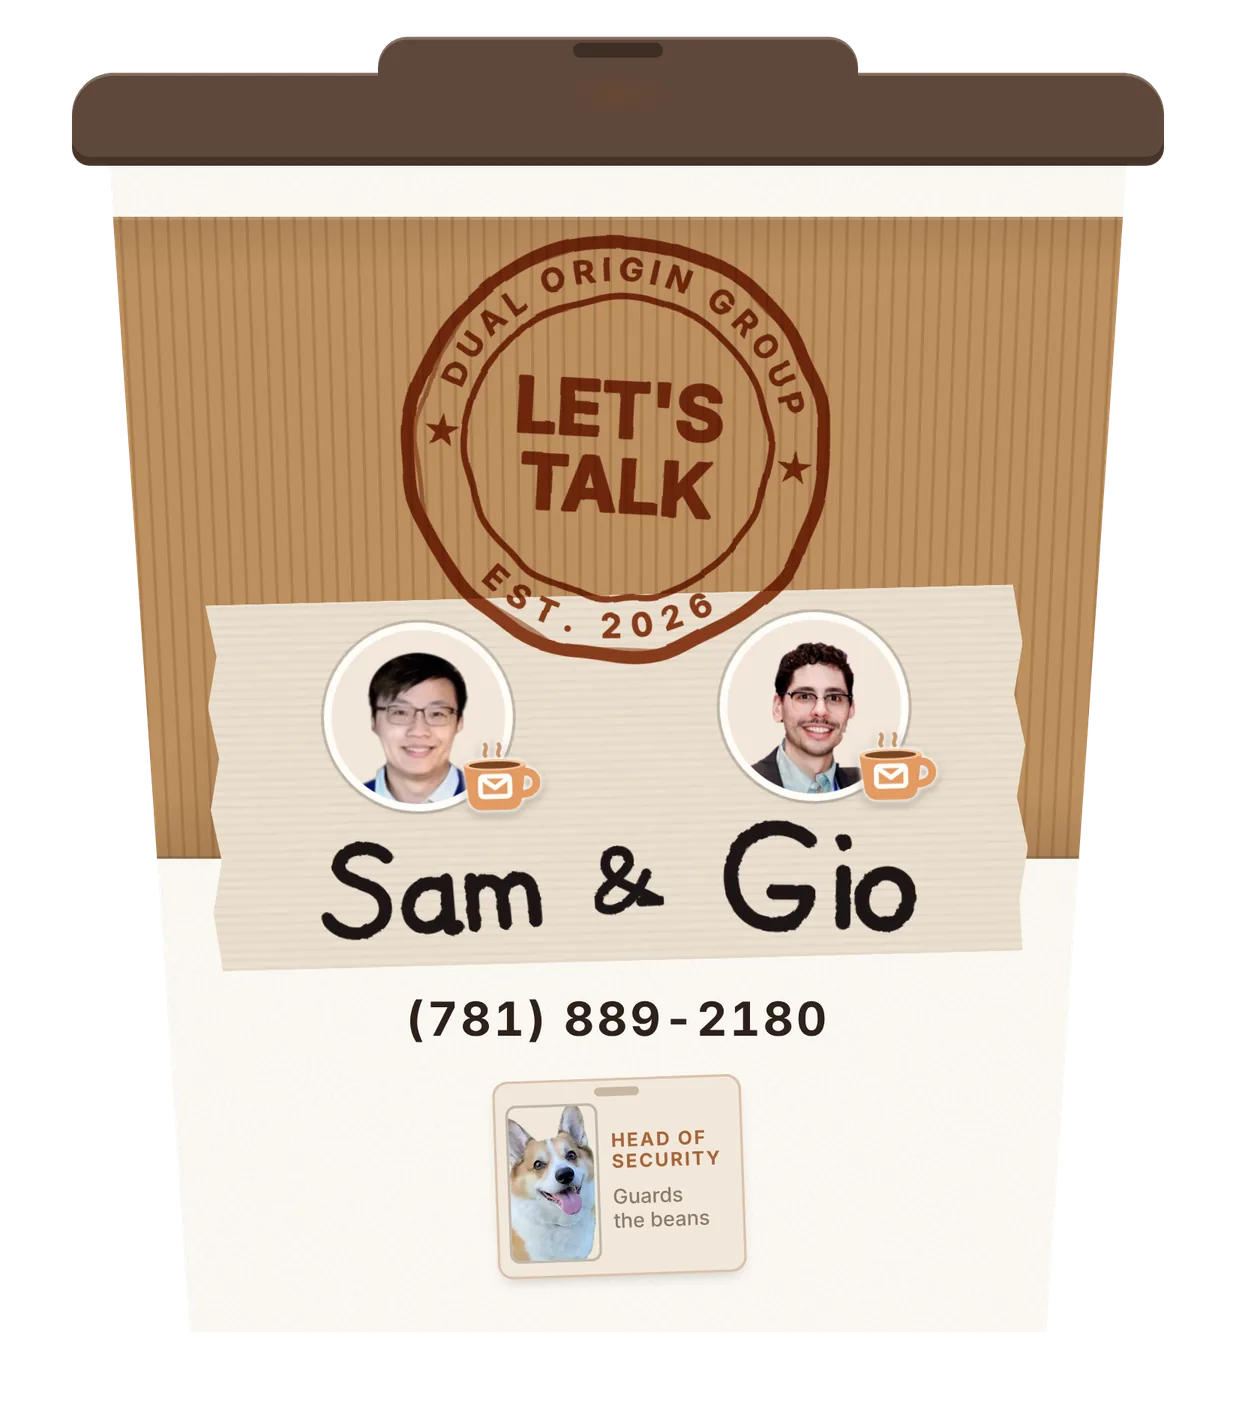 DUAL ORIGIN GROUP
LET'S
TALK
EST. 2026
Sam & Gio
(781) 889-2180
HEAD OF
SECURITY
Guards
the beans